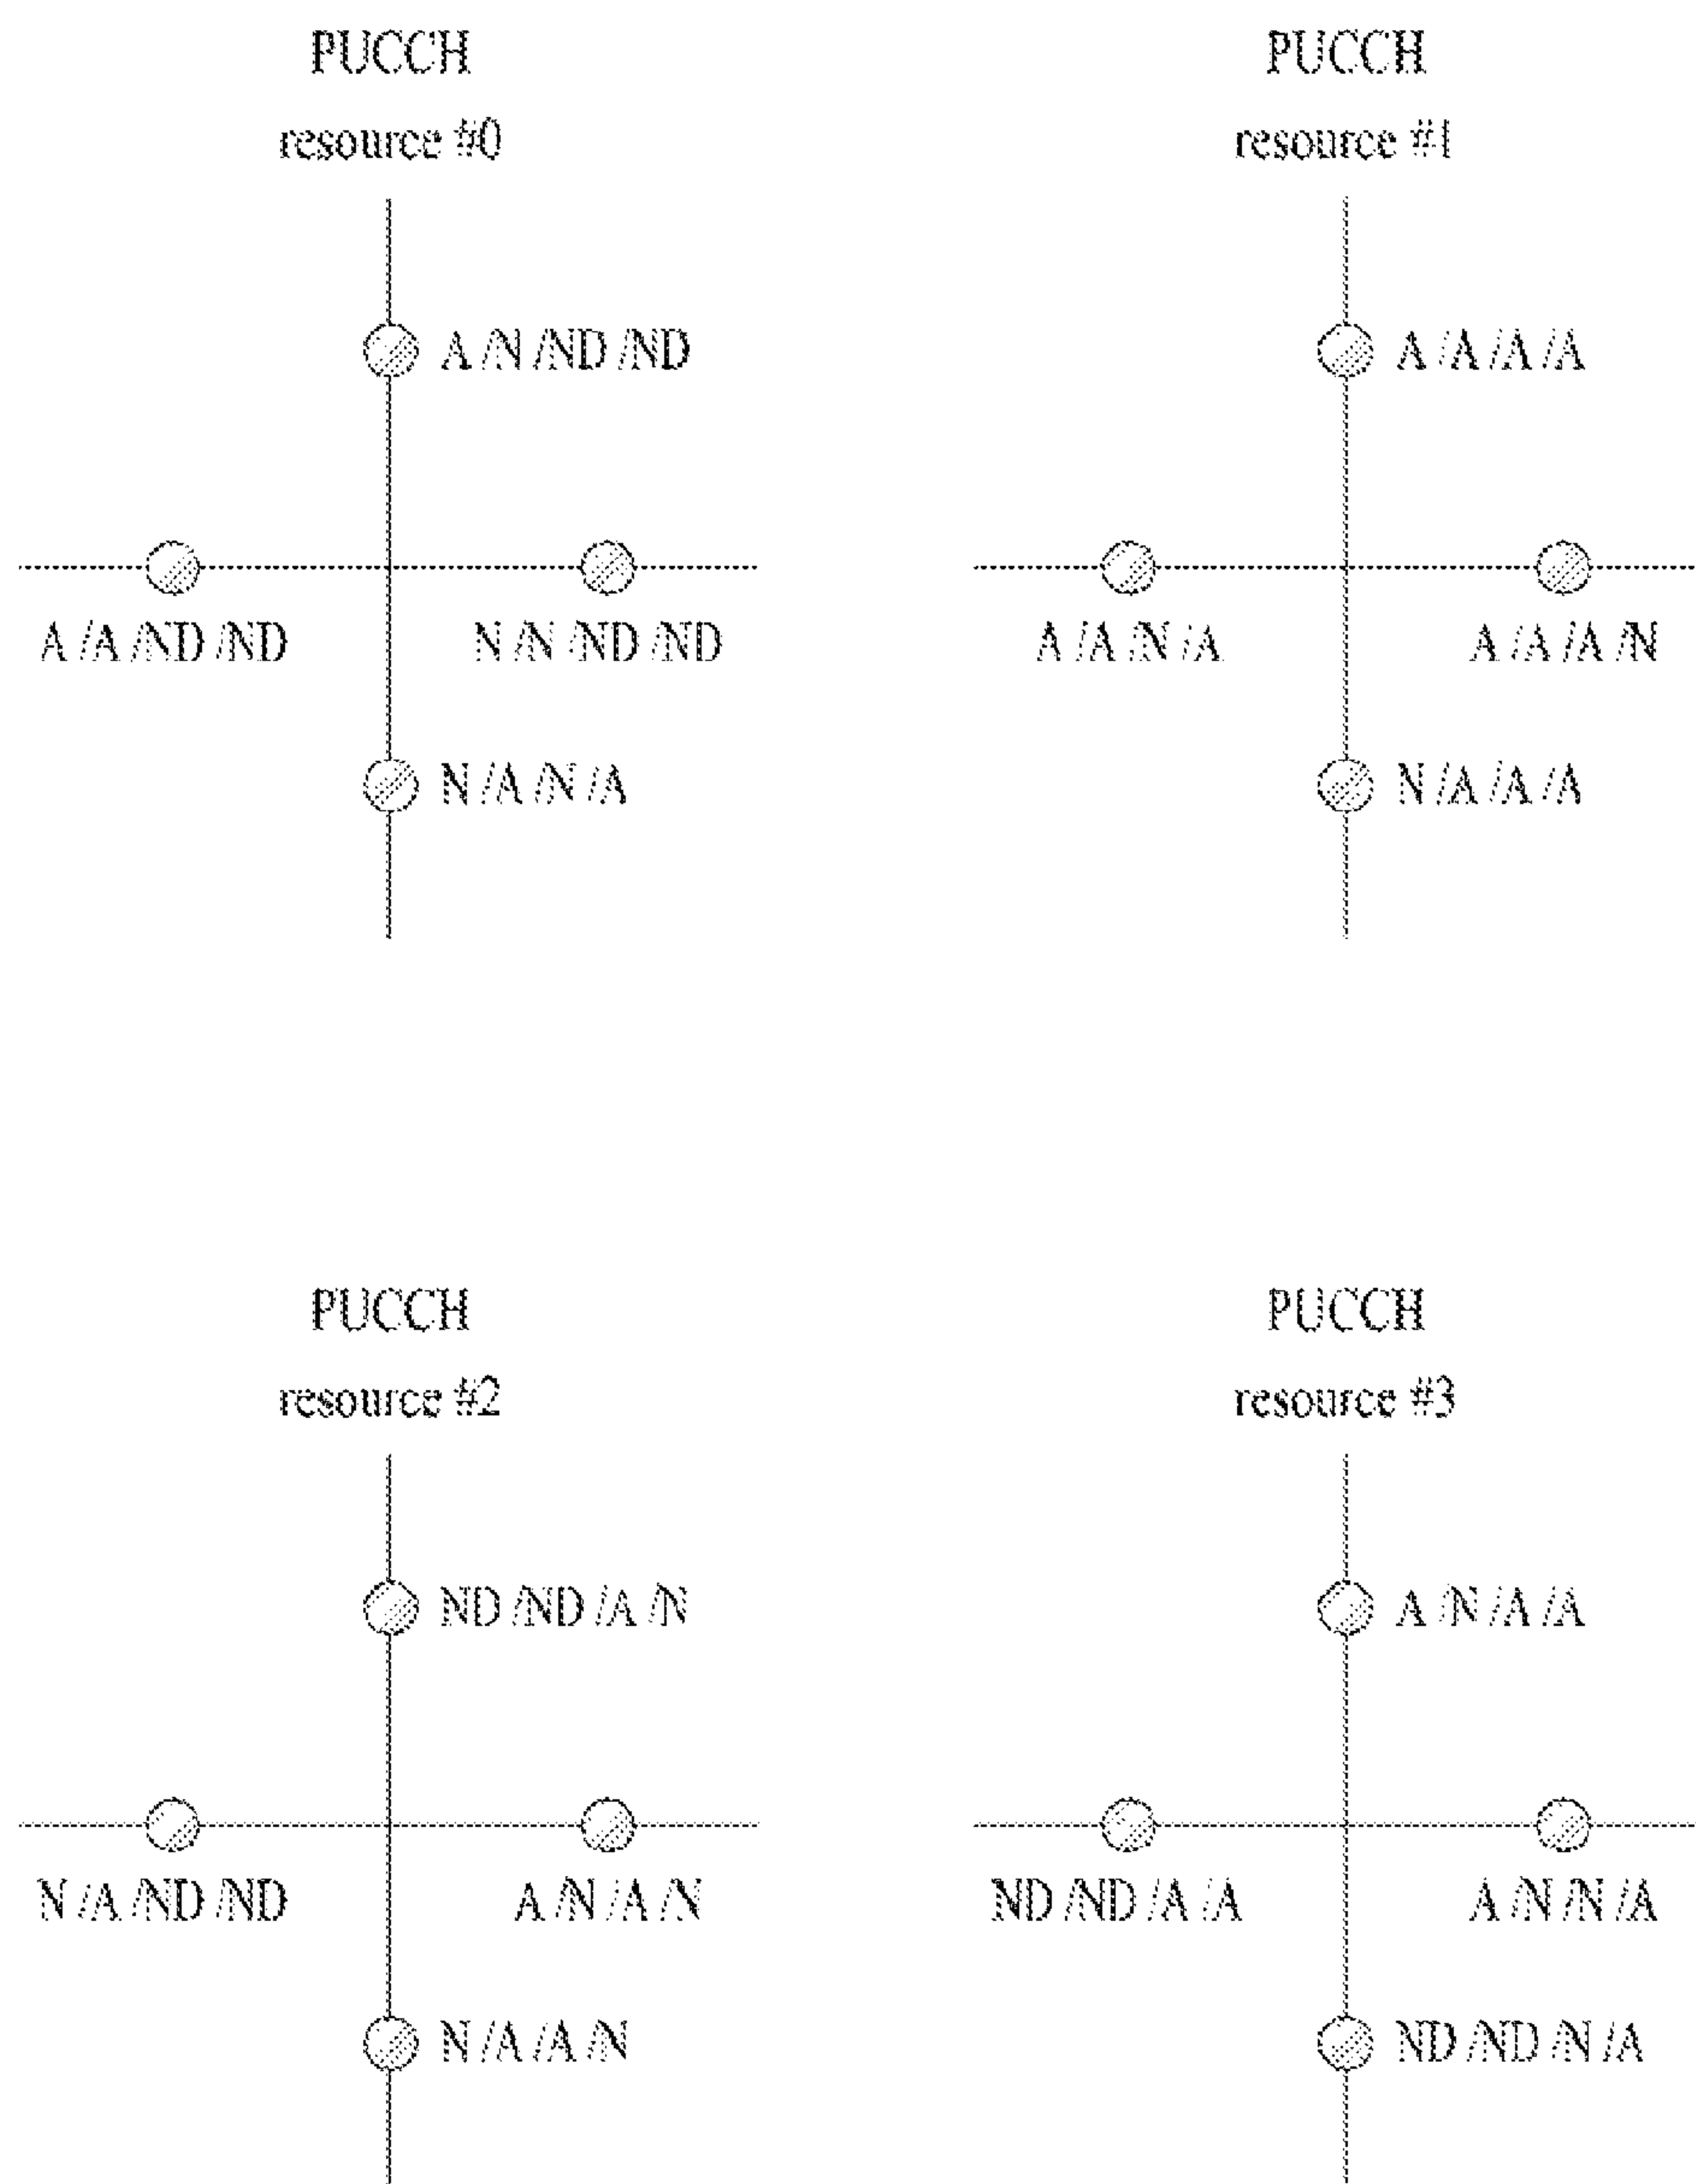 PUCCH
resource #0
A /N /ND /ND
A /A /ND /ND
N /N /ND /ND
N /A /N /A
PUCCH
resource #1
A /A /A /A
A /A /N /A
A /A /A /N
N /A /A /A
PUCCH
resource #2
ND /ND /A /N
N /A /ND /ND
A /N /A /N
N /A /A /N
PUCCH
resource #3
A /N /A /A
ND /ND /A /A
A /N /N /A
ND /ND /N /A